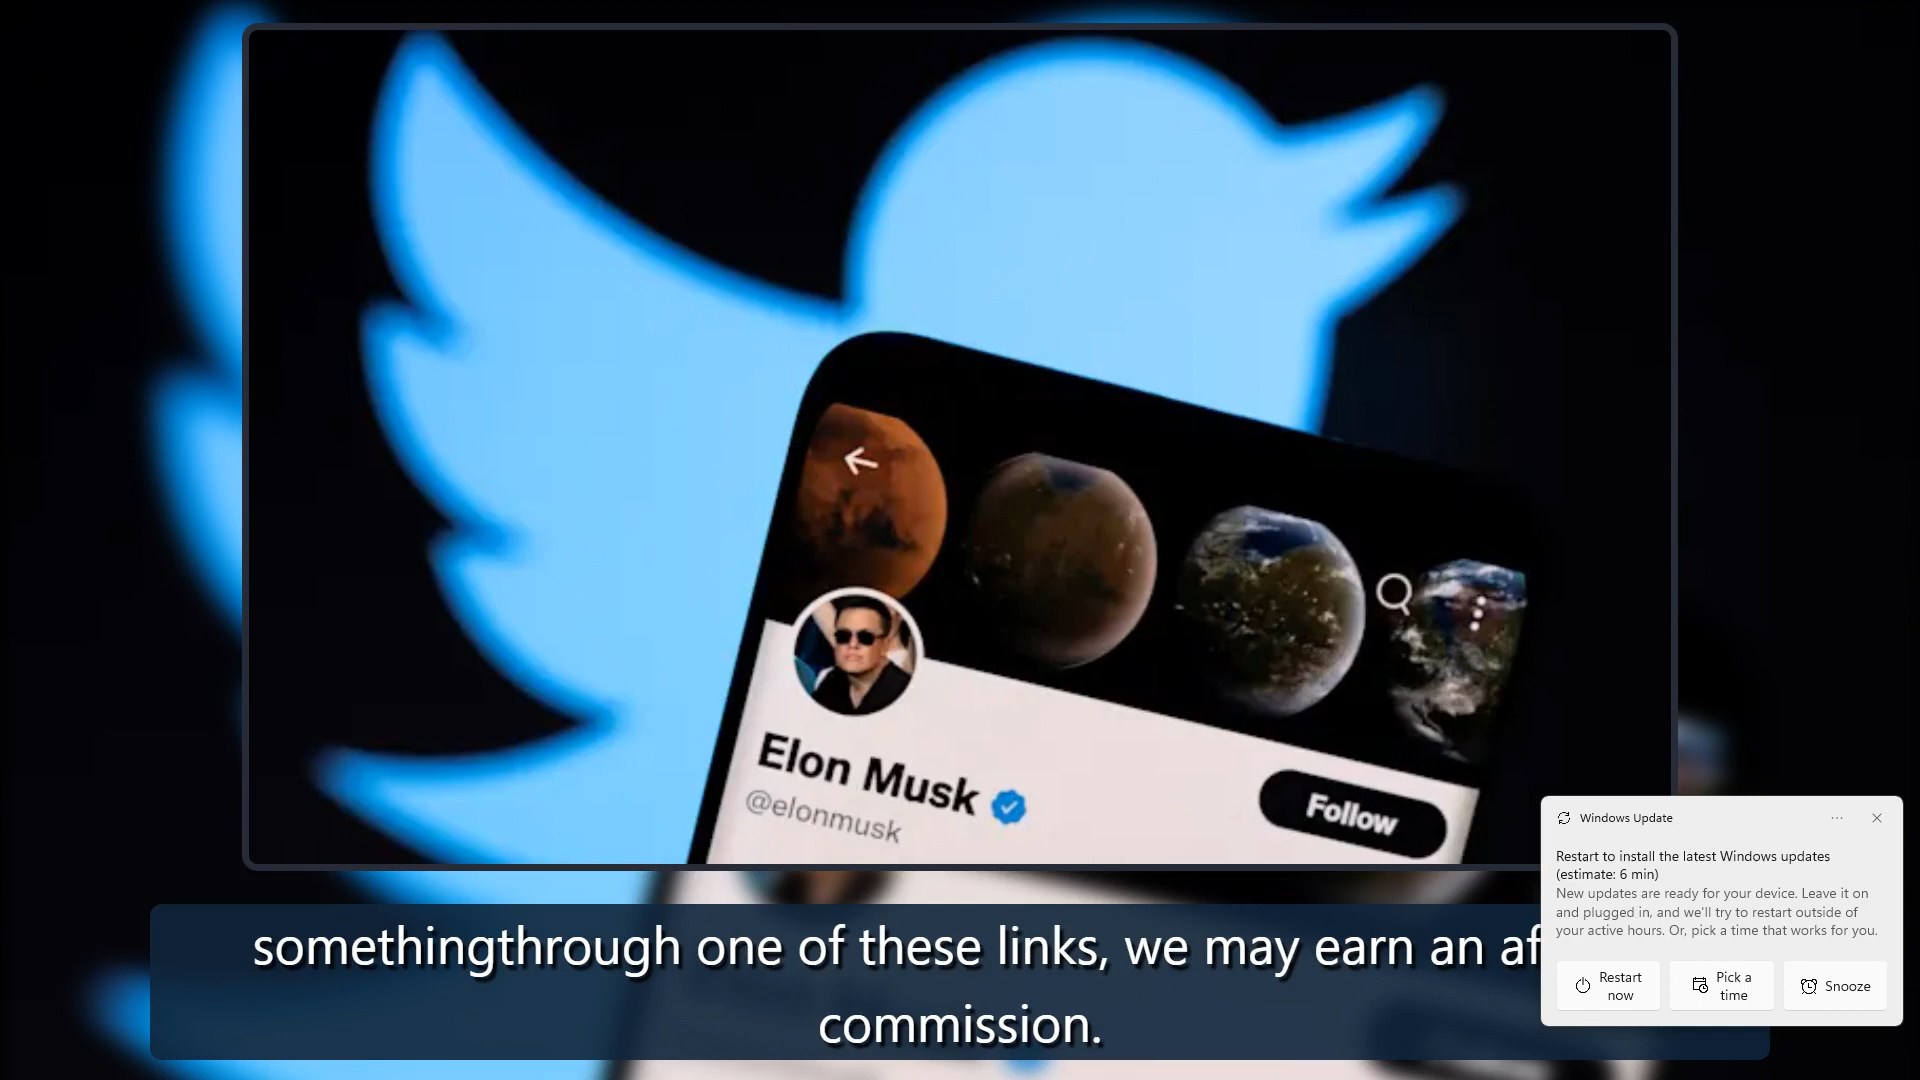 Elon Musk
@elonmusk
Follow
somethingthrough one of these links, we may earn an
commission.
Windows Update
Restart to install the latest Windows updates
(estimate: 6 min)
New updates are ready for your device. Leave it on
and plugged in, and we'll try to restart outside of
your active hours. Or, pick a time that works for you.
Restart
now
Pick a
time
Snooze